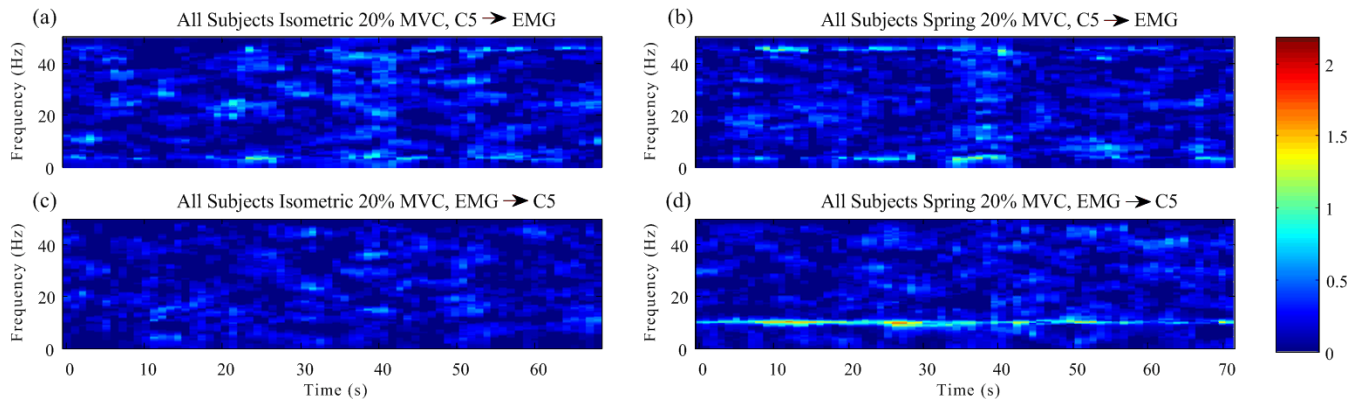 (a) All Subjects Isometric 20% MVC, C5 → EMG
(b) All Subjects Spring 20% MVC, C5 → EMG
Frequency (Hz)
40
20
0
Frequency (Hz)
40
20
0
2
1.5
1
0.5
0
(c) All Subjects Isometric 20% MVC, EMG → C5
(d) All Subjects Spring 20% MVC, EMG → C5
Frequency (Hz)
40
20
0
0 10 20 30 40 50 60
Time (s)
Frequency (Hz)
40
20
0
0 10 20 30 40 50 60 70
Time (s)